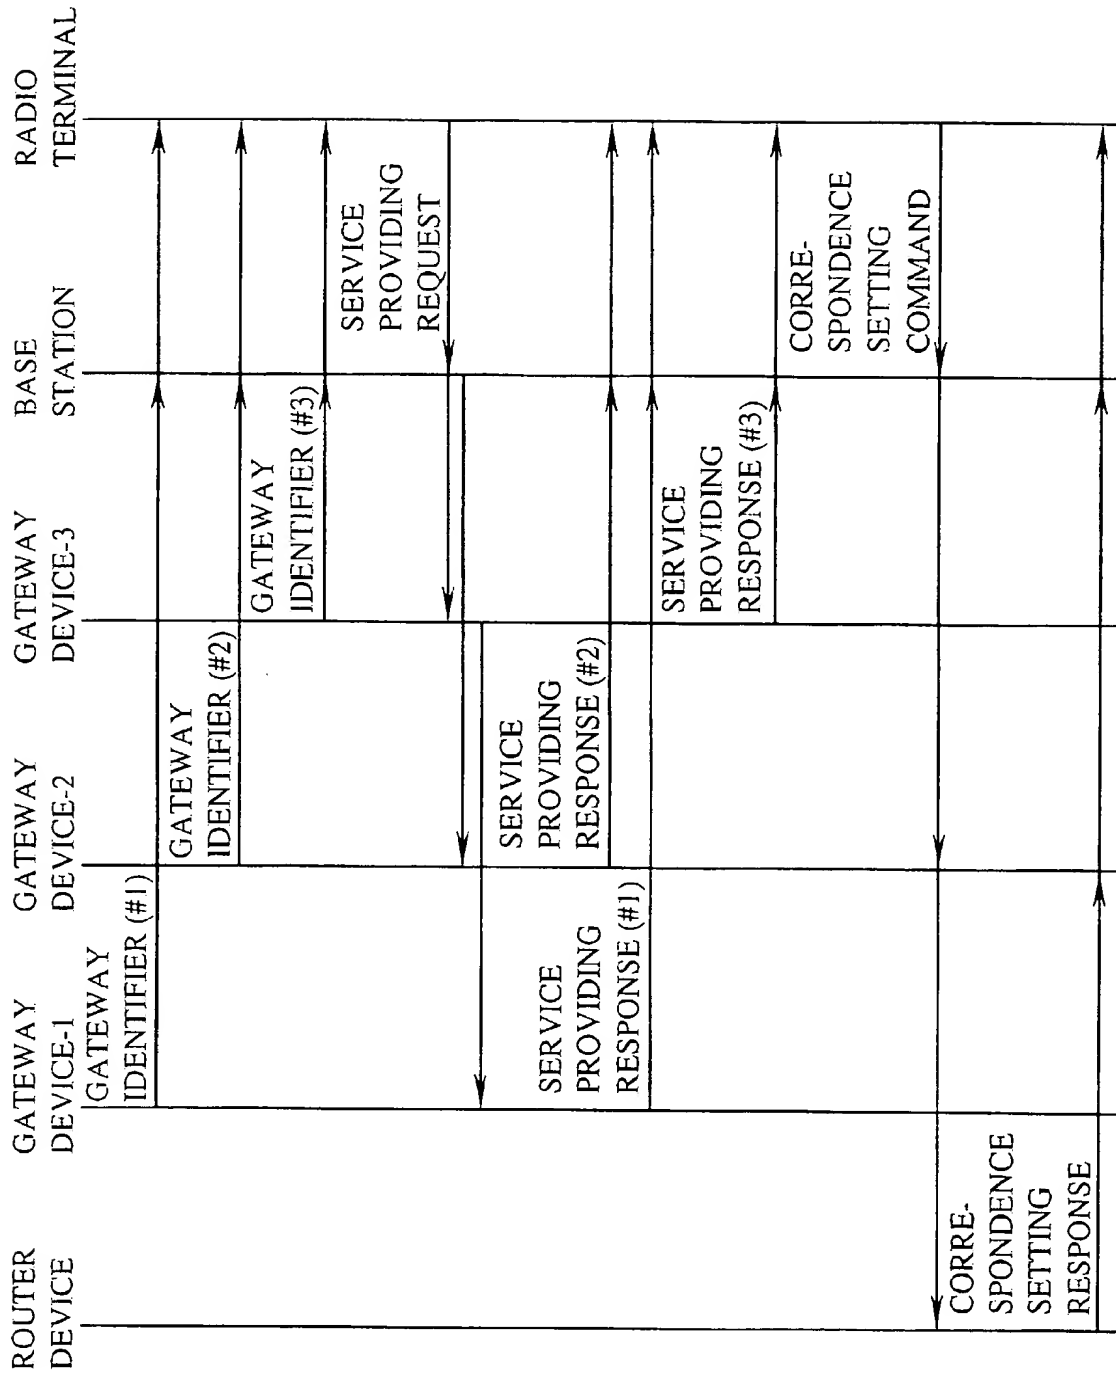 ROUTER
DEVICE
GATEWAY
DEVICE-1
GATEWAY
DEVICE-2
GATEWAY
DEVICE-3
BASE
STATION
RADIO
TERMINAL
GATEWAY
IDENTIFIER (#1)
GATEWAY
IDENTIFIER (#2)
GATEWAY
IDENTIFIER (#3)
SERVICE
PROVIDING
REQUEST
SERVICE
PROVIDING
RESPONSE (#2)
SERVICE
PROVIDING
RESPONSE (#1)
SERVICE
PROVIDING
RESPONSE (#3)
CORRE-
SPONDENCE
SETTING
COMMAND
CORRE-
SPONDENCE
SETTING
RESPONSE